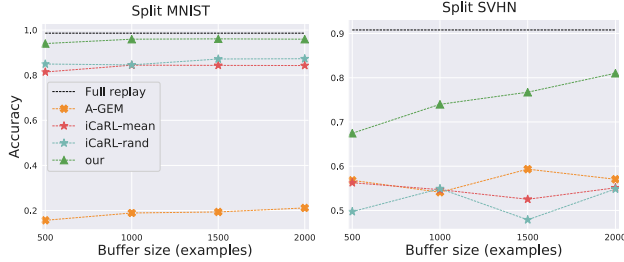 Split MNIST
1,0
0.8
0.6
0.4
0.2
Accuracy
Full replay
A-GEM
iCaRL-mean
iCaRL-rand
our
500 1000 1500 2000
Buffer size (examples)
Split SVHN
0.9
0.8
0.7
0.6
0.5
500 1000 1500 2000
Buffer size (examples)